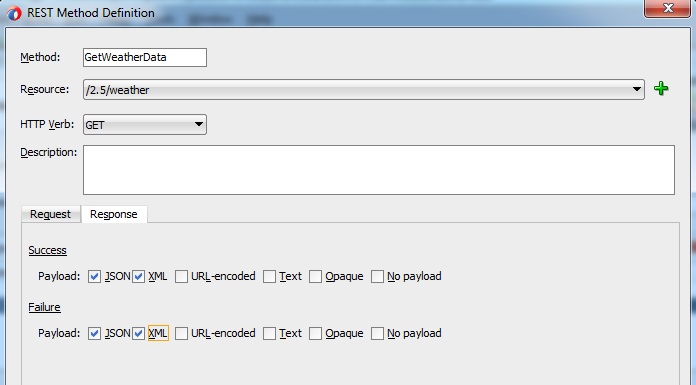 REST Method Definition
Method: GetWeatherData
Resource: /2.5/weather
HTTP Verb: GET
Description:
Request Response
Success
Payload: JSON XML URL-encoded Text Opaque No payload
Failure
Payload: JSON XML URL-encoded Text Opaque No payload